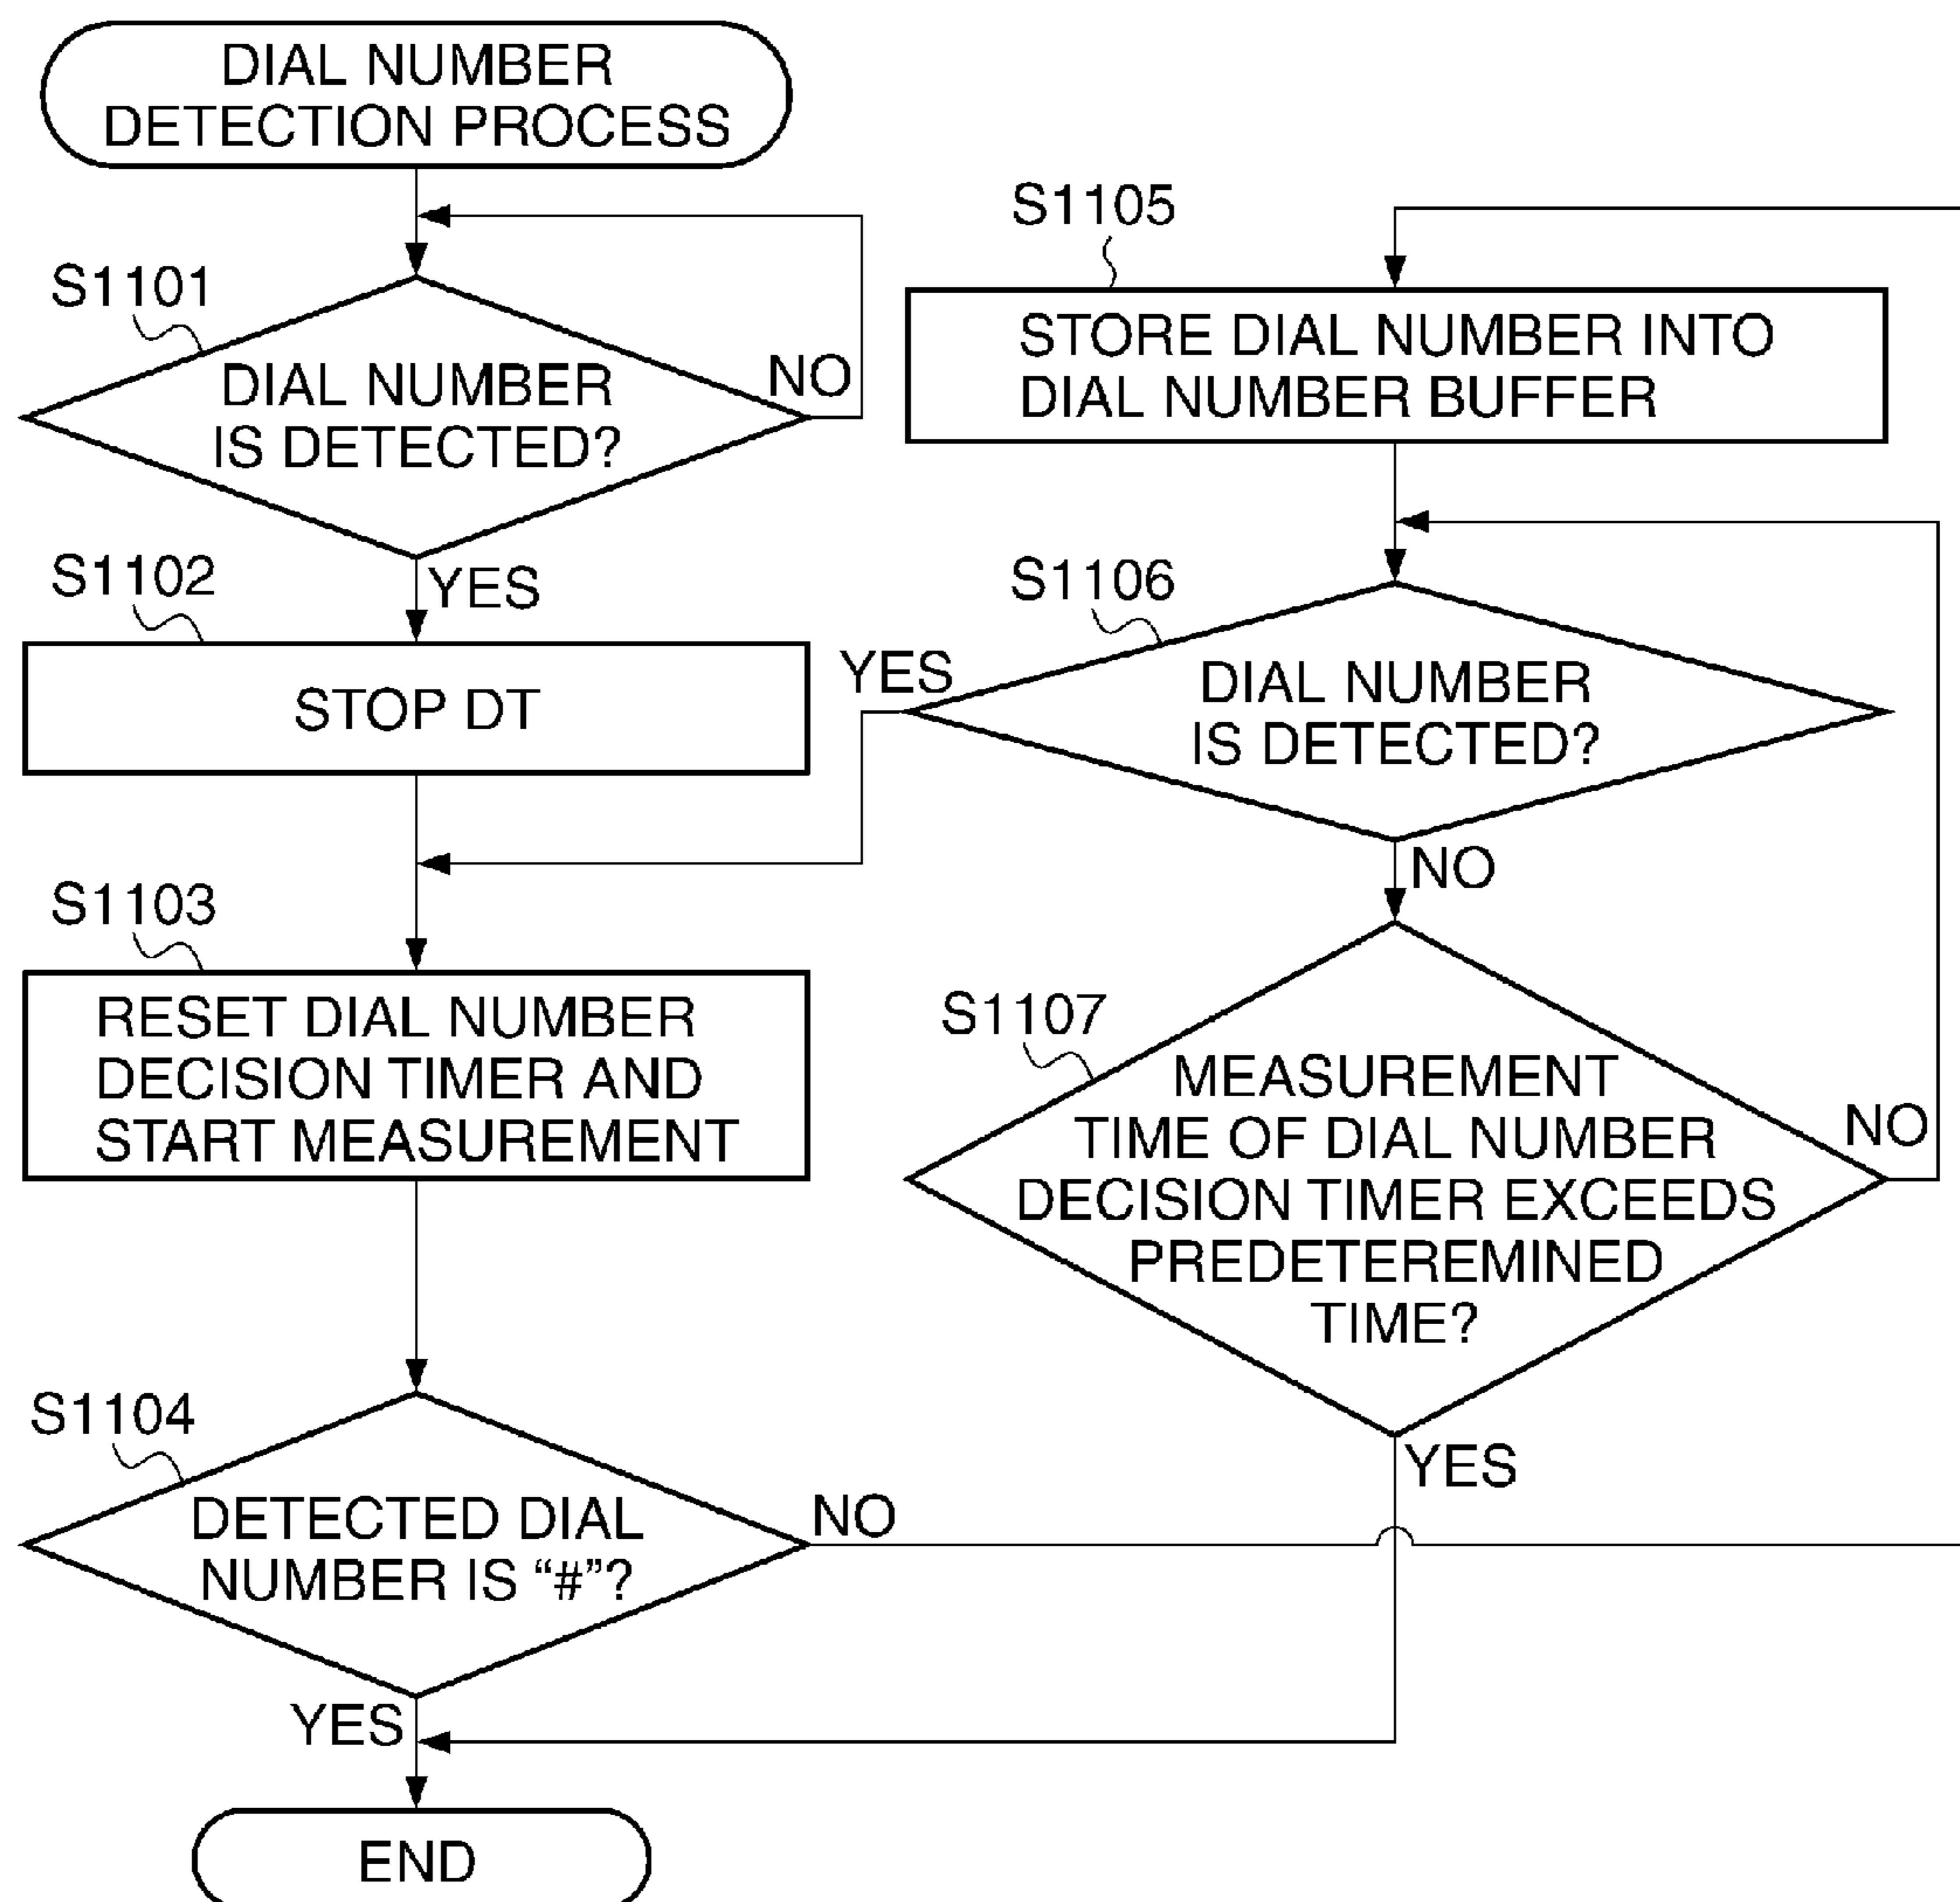 DIAL NUMBER
DETECTION PROCESS
S1101
DIAL NUMBER
IS DETECTED?
NO
YES
S1102
STOP DT
S1103
RESET DIAL NUMBER
DECISION TIMER AND
START MEASUREMENT
S1104
DETECTED DIAL
NUMBER IS “#”?
NO
YES
END
S1105
STORE DIAL NUMBER INTO
DIAL NUMBER BUFFER
S1106
YES
DIAL NUMBER
IS DETECTED?
NO
S1107
MEASUREMENT
TIME OF DIAL NUMBER
DECISION TIMER EXCEEDS
PREDETEREMINED
TIME?
NO
YES